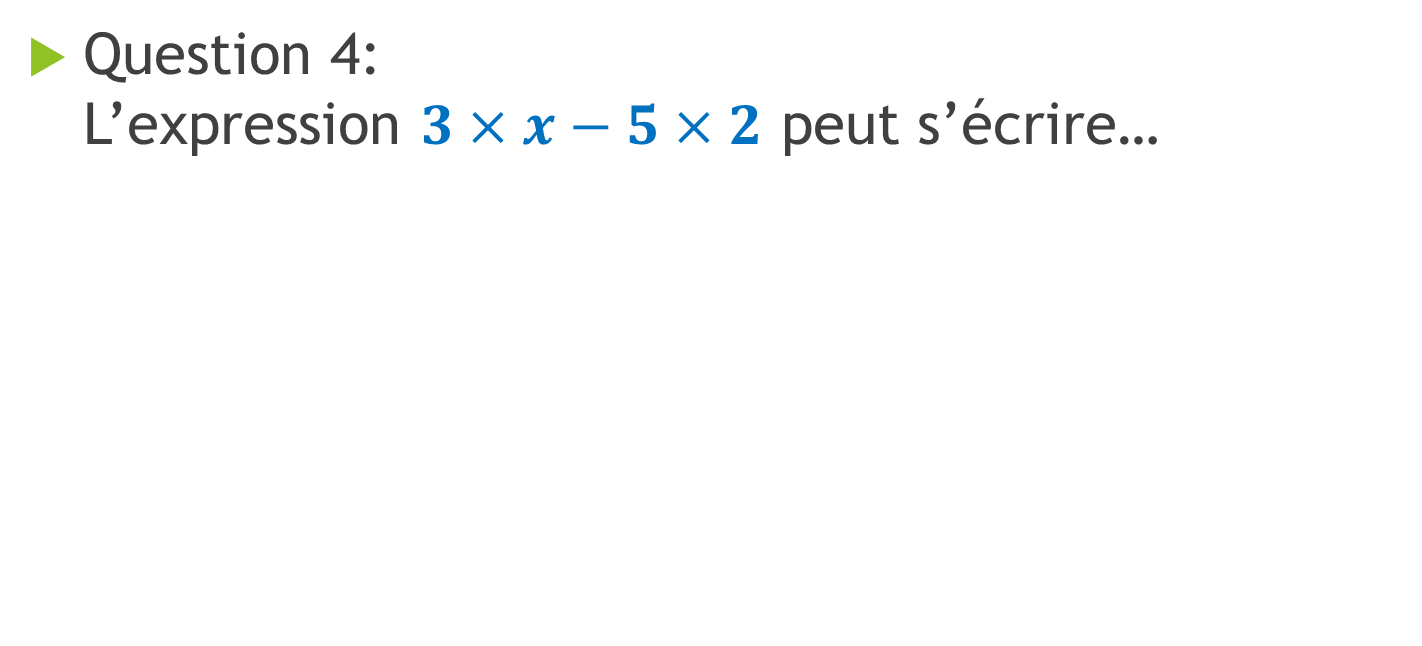 Question 4:
L’expression 3 × x − 5 × 2 peut s’écrire…